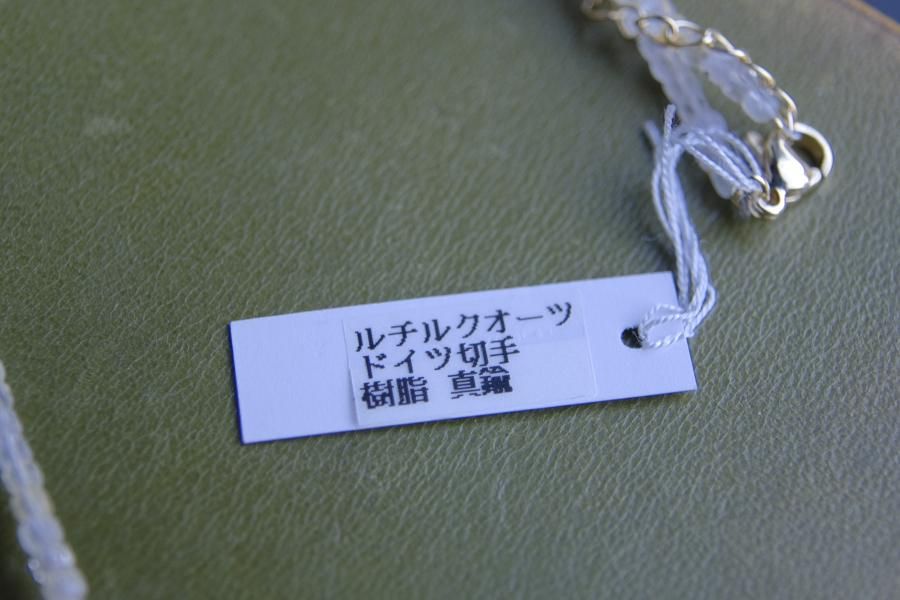 ルチルクオーツ
ドイツ切手
樹脂 真鍮